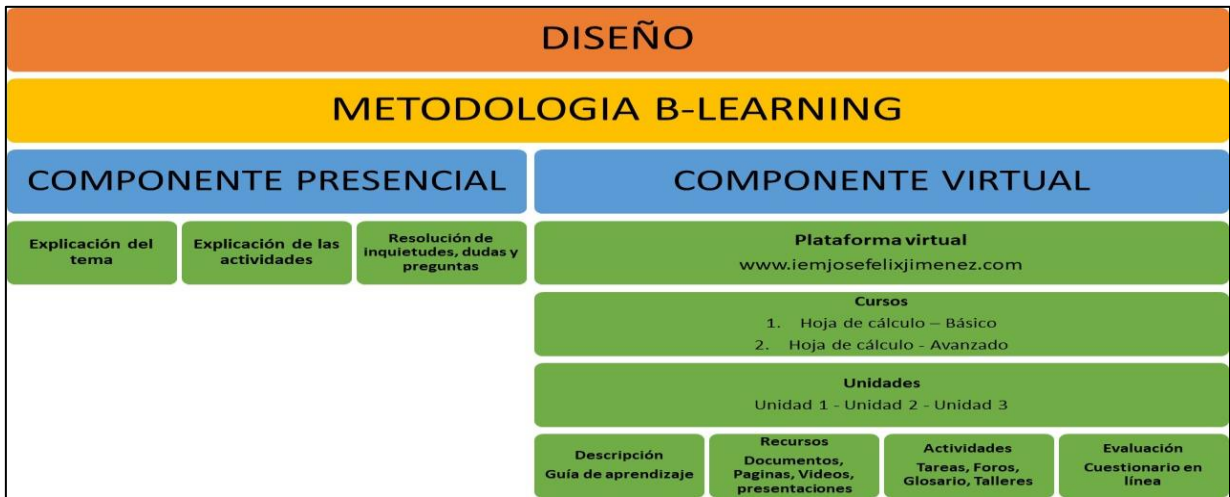 DISEÑO
METODOLOGIA B-LEARNING
COMPONENTE PRESENCIAL
COMPONENTE VIRTUAL
Explicación del
tema
Explicación de las
actividades
Resolución de
inquietudes, dudas y
preguntas
Plataforma virtual
www.iemjosefelixjimenez.com
Cursos
1. Hoja de cálculo – Básico
2. Hoja de cálculo - Avanzado
Unidades
Unidad 1 - Unidad 2 - Unidad 3
Descripción
Guía de aprendizaje
Recursos
Documentos,
Paginas, Videos,
presentaciones
Actividades
Tareas, Foros,
Glosario, Talleres
Evaluación
Cuestionario en
línea